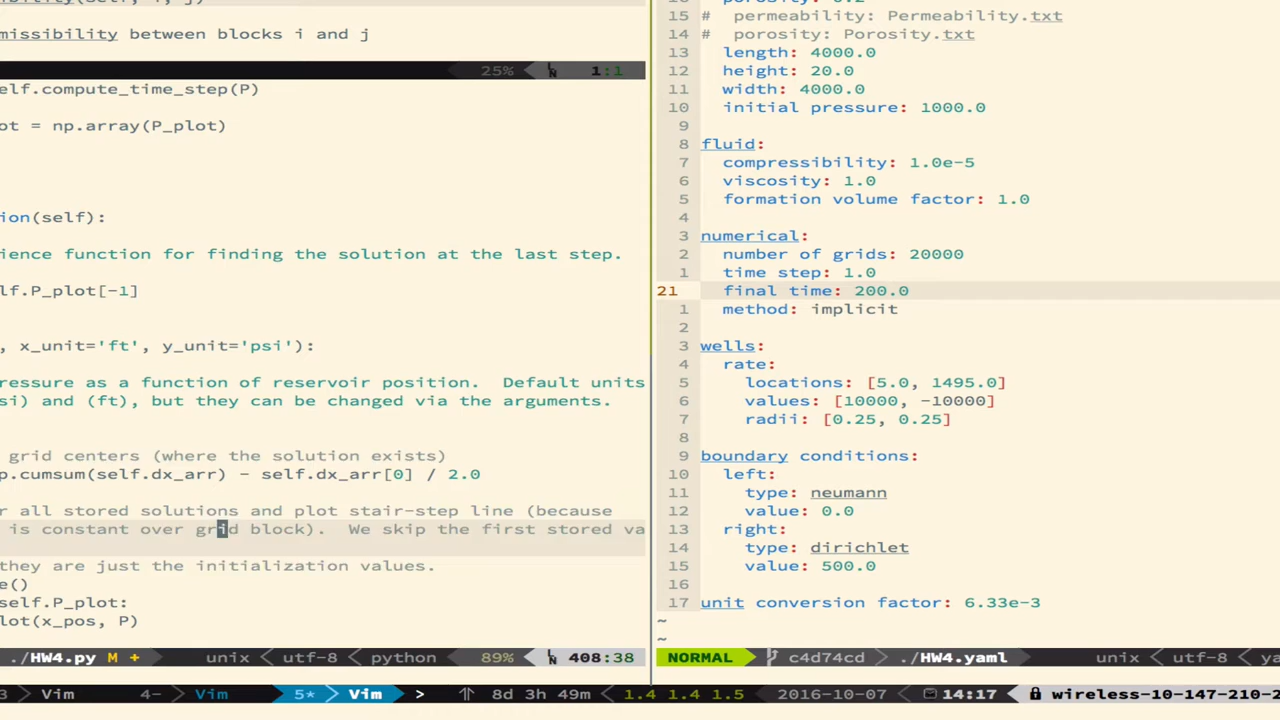 sibility(self, i, j)
missibility between blocks i and j
25% 1:1
elf.compute_time_step(P)
ot = np.array(P_plot)
ion(self):
ience function for finding the solution at the last step.
elf.P_plot[-1]
, x_unit='ft', y_unit='psi'):
ressure as a function of reservoir position.  Default units
si) and (ft), but they can be changed via the arguments.
grid centers (where the solution exists)
p.cumsum(self.dx_arr) - self.dx_arr[0] / 2.0
r all stored solutions and plot stair-step line (because
is constant over grid block).  We skip the first stored va
they are just the initialization values.
e()
self.P_plot:
lot(x_pos, P)
./HW4.py M + unix utf-8 python 89% 408:38
porosity: 0.2
15 #  permeability: Permeability.txt
14 #  porosity: Porosity.txt
13 length: 4000.0
12 height: 20.0
11 width: 4000.0
10 initial pressure: 1000.0
9
8 fluid:
7 compressibility: 1.0e-5
6 viscosity: 1.0
5 formation volume factor: 1.0
4
3 numerical:
2 number of grids: 20000
1 time step: 1.0
21 final time: 200.0
1 method: implicit
2
3 wells:
4 rate:
5 locations: [5.0, 1495.0]
6 values: [10000, -10000]
7 radii: [0.25, 0.25]
8
9 boundary conditions:
10 left:
11 type: neumann
12 value: 0.0
13 right:
14 type: dirichlet
15 value: 500.0
16
17 unit conversion factor: 6.33e-3
~
~
NORMAL c4d74cd ./HW4.yaml unix utf-8 ya
3 Vim 4- Vim 5* Vim > 8d 3h 49m 1.4 1.4 1.5 2016-10-07 14:17 wireless-10-147-210-2